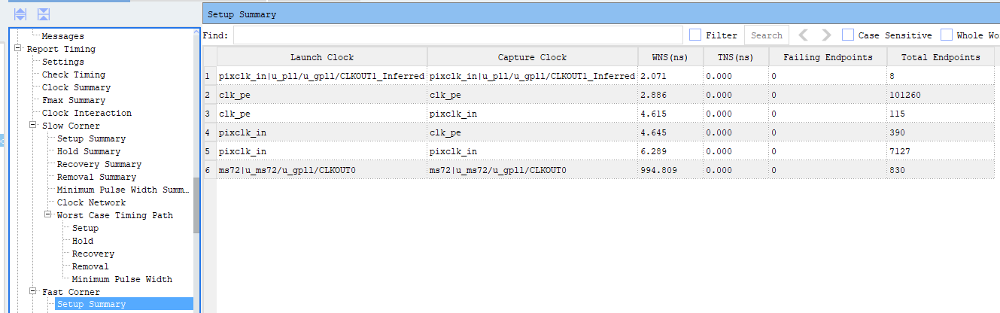 Setup Summary
Find: Filter Search Case Sensitive Whole Wo
Messages
Report Timing
Settings
Check Timing
Clock Summary
Fmax Summary
Clock Interaction
Slow Corner
Setup Summary
Hold Summary
Recovery Summary
Removal Summary
Minimum Pulse Width Summ…
Clock Network
Worst Case Timing Path
Setup
Hold
Recovery
Removal
Minimum Pulse Width
Fast Corner
Setup Summary
Launch Clock Capture Clock WNS(ns) TNS(ns) Failing Endpoints Total Endpoints
1 pixclk_in|u_pll/u_gpll/CLKOUT1_Inferred pixclk_in|u_pll/u_gpll/CLKOUT1_Inferred 2.071 0.000 0 8
2 clk_pe clk_pe 2.886 0.000 0 101260
3 clk_pe pixclk_in 4.615 0.000 0 115
4 pixclk_in clk_pe 4.645 0.000 0 390
5 pixclk_in pixclk_in 6.289 0.000 0 7127
6 ms72|u_ms72/u_gpll/CLKOUT0 ms72|u_ms72/u_gpll/CLKOUT0 994.809 0.000 0 830